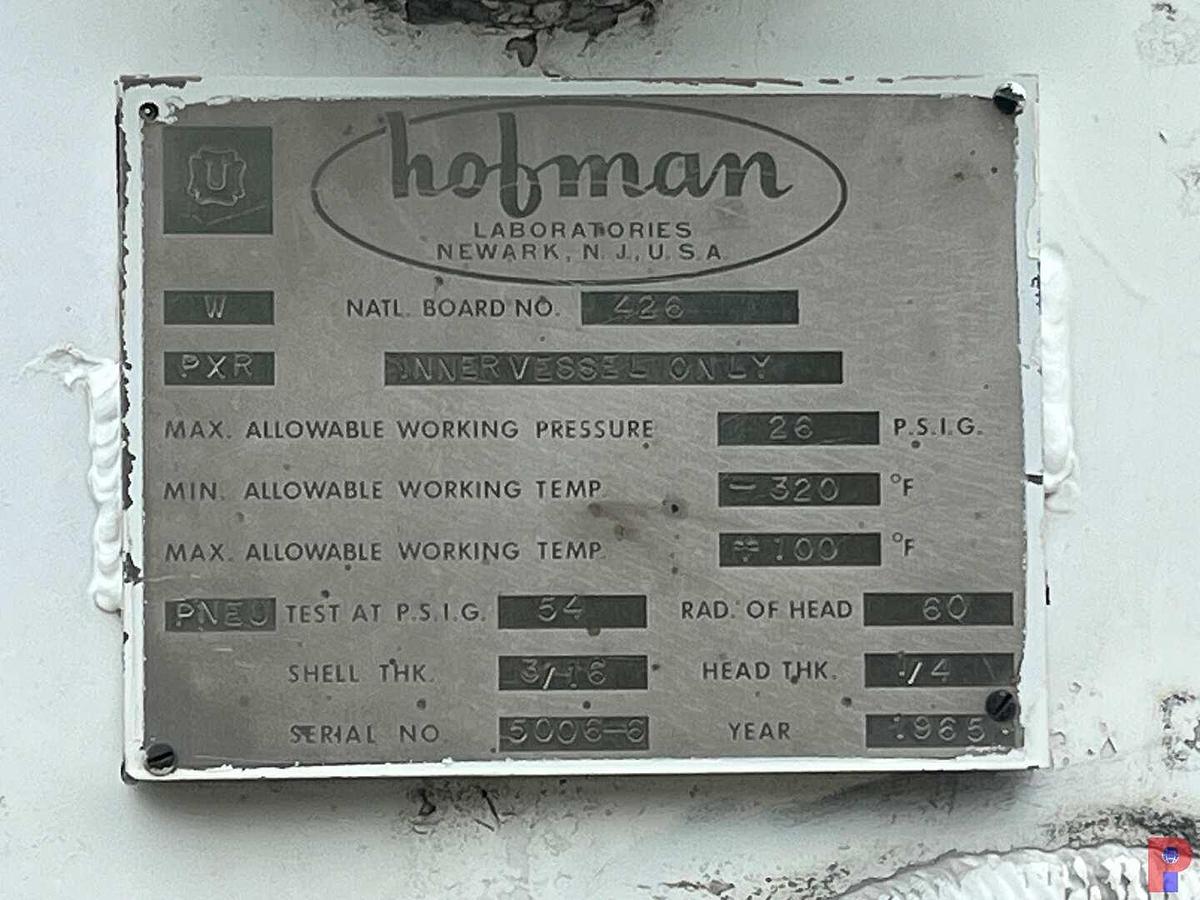 U
hofman
LABORATORIES
NEWARK, N. J., U. S. A.
W NATL. BOARD NO. 426
PXR INNER VESSEL ONLY
MAX. ALLOWABLE WORKING PRESSURE 26 P.S.I.G.
MIN. ALLOWABLE WORKING TEMP. -320 °F
MAX. ALLOWABLE WORKING TEMP. +100 °F
PNEU TEST AT P.S.I.G. 54 RAD. OF HEAD 60
SHELL THK. 3/16 HEAD THK. 1/4
SERIAL NO. 5006-6 YEAR 1965
P